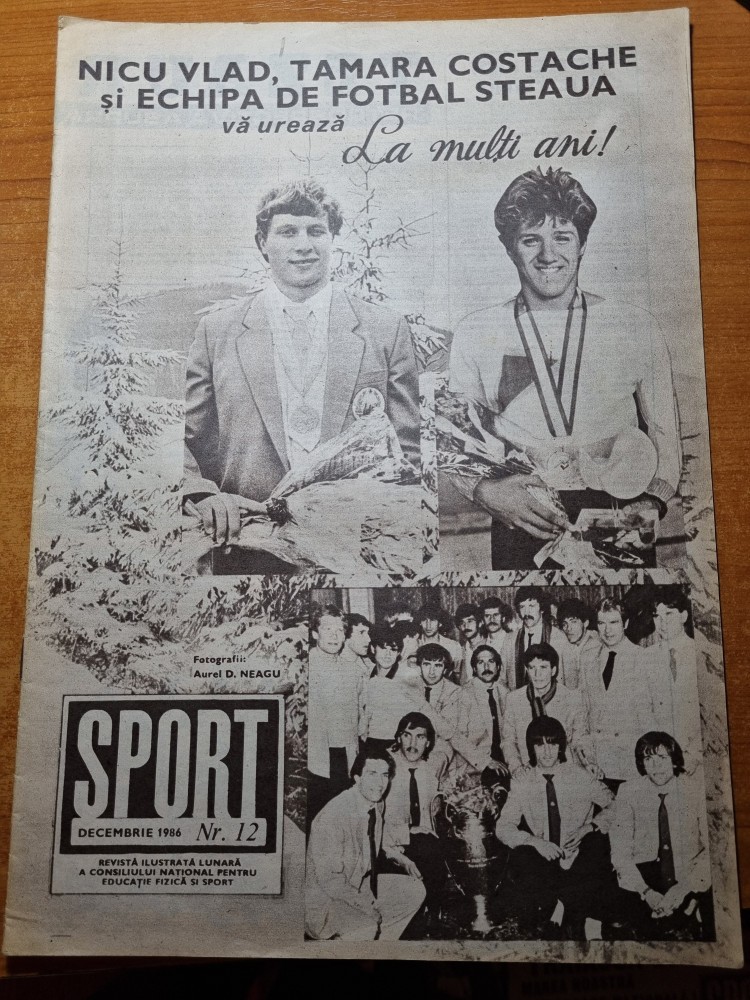 NICU VLAD, TAMARA COSTACHE
și ECHIPA DE FOTBAL STEAUA
vă urează La mulți ani!
Fotografii:
Aurel D. NEAGU
SPORT
DECEMBRIE 1986 Nr. 12
REVISTĂ ILUSTRATĂ LUNARĂ
A CONSILIULUI NAȚIONAL PENTRU
EDUCAȚIE FIZICĂ SI SPORT